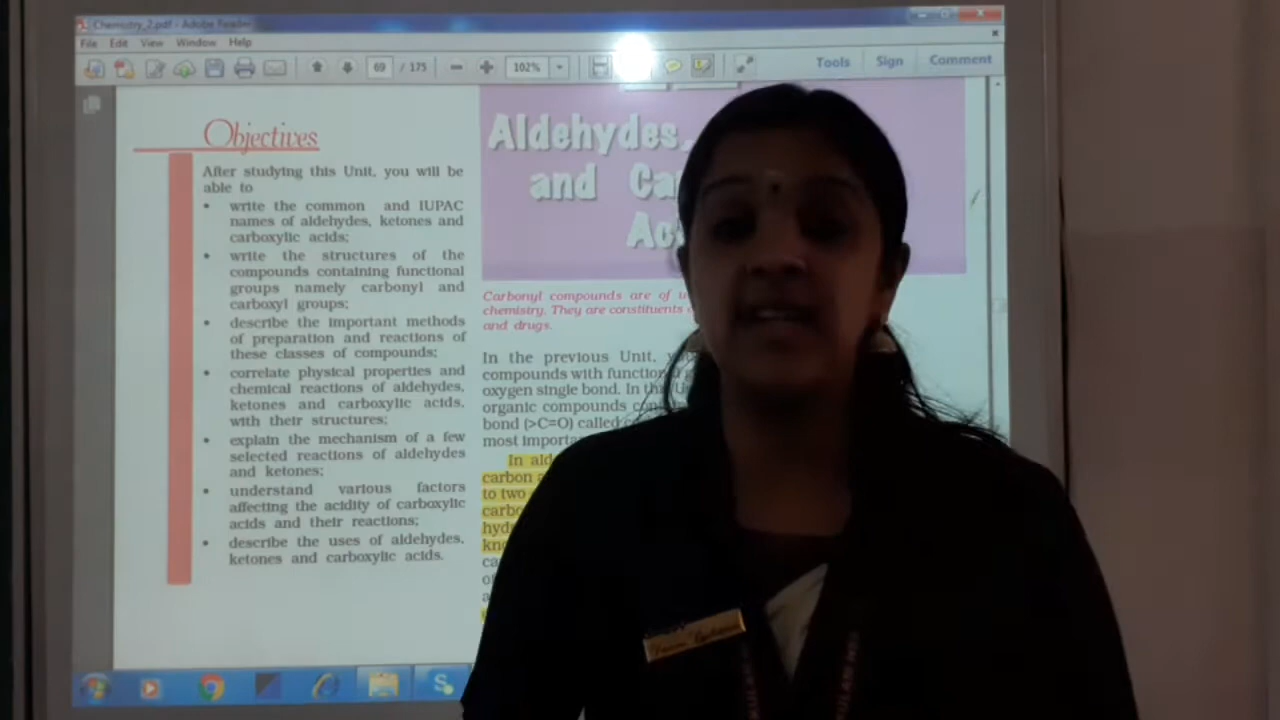 Chemistry_2.pdf - Adobe Reader
File Edit View Window Help
69 / 175
102%
Tools Sign Comment
Objectives
After studying this Unit, you will be
able to
• write the common and IUPAC
names of aldehydes, ketones and
carboxylic acids;
• write the structures of the
compounds containing functional
groups namely carbonyl and
carboxyl groups;
• describe the important methods
of preparation and reactions of
these classes of compounds;
• correlate physical properties and
chemical reactions of aldehydes,
ketones and carboxylic acids,
with their structures;
• explain the mechanism of a few
selected reactions of aldehydes
and ketones;
• understand various factors
affecting the acidity of carboxylic
acids and their reactions;
• describe the uses of aldehydes,
ketones and carboxylic acids.
Aldehydes,
and Ca
Ac
Carbonyl compounds are of u
chemistry. They are constituents
and drugs.
In the previous Unit,
compounds with function
oxygen single bond. In this
organic compounds con
bond (>C=O) called
most importa
In ald
carbon
to two
carbo
hyd